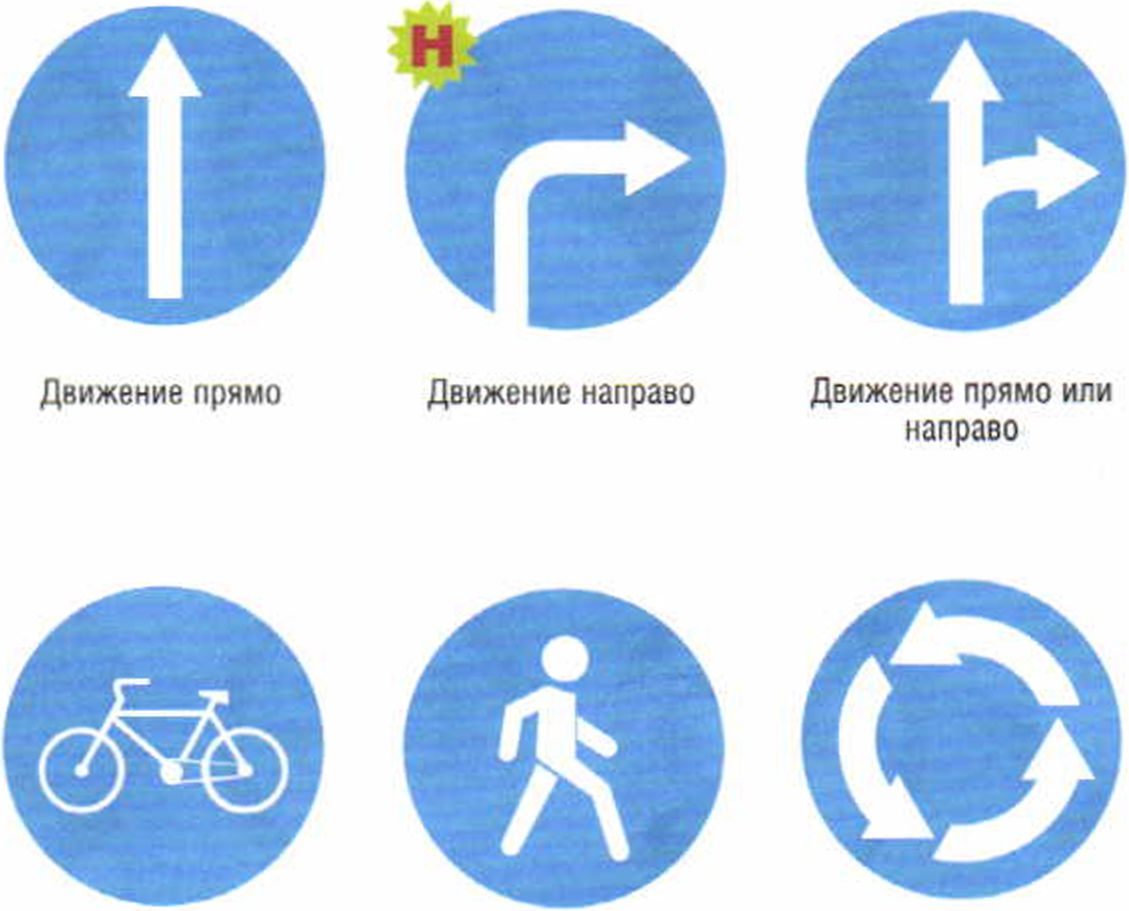 Н
Движение прямо
Движение направо
Движение прямо или
направо